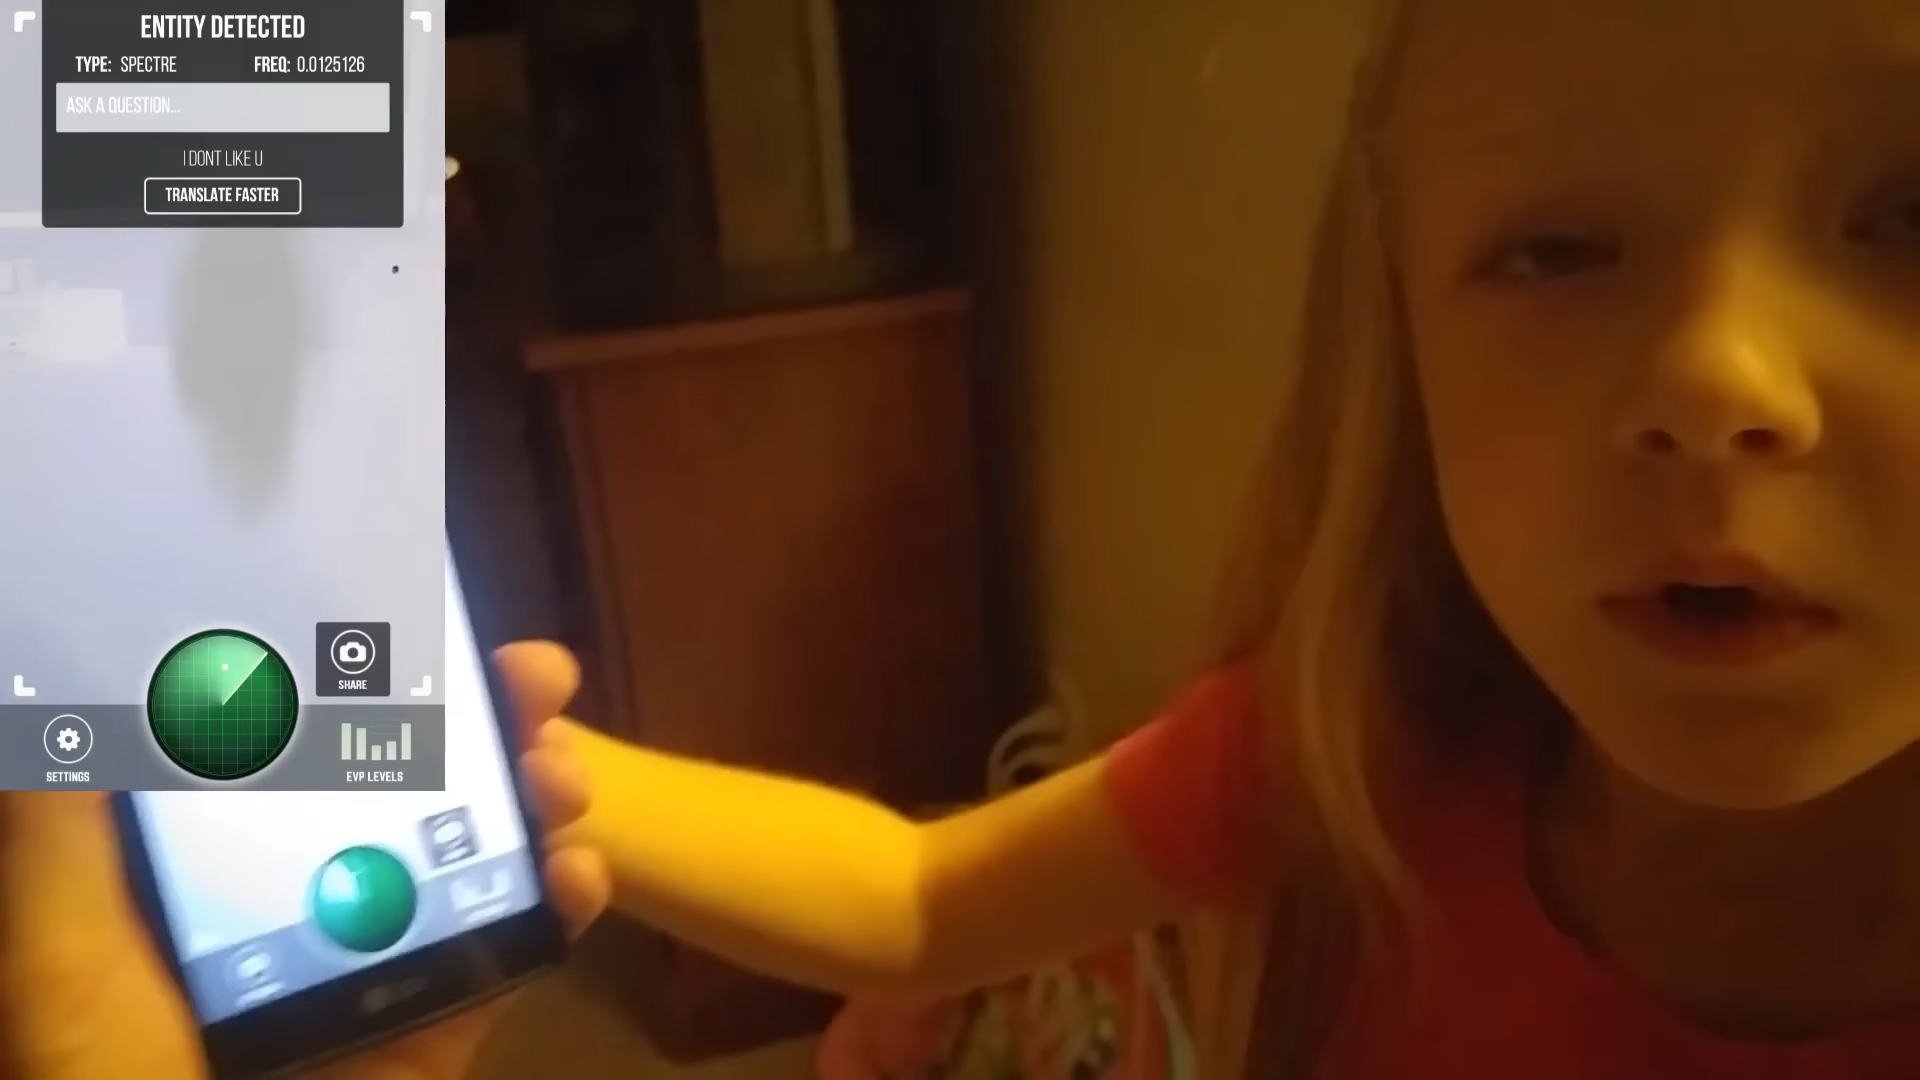 ENTITY DETECTED
TYPE: SPECTRE FREQ: 0.0125126
ASK A QUESTION...
I DONT LIKE U
TRANSLATE FASTER
SHARE
SETTINGS
EVP LEVELS